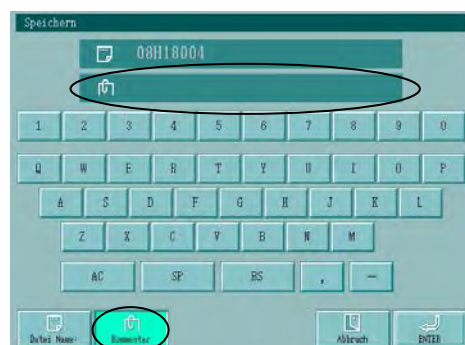 Speichern
08H18004
1 2 3 4 5 6 7 8 9 0
Q W E R T Y U I O P
A S D F G H J K L
Z X C V B N M
AC SP BS , -
Datei Name Kommentar Abbruch ENTER